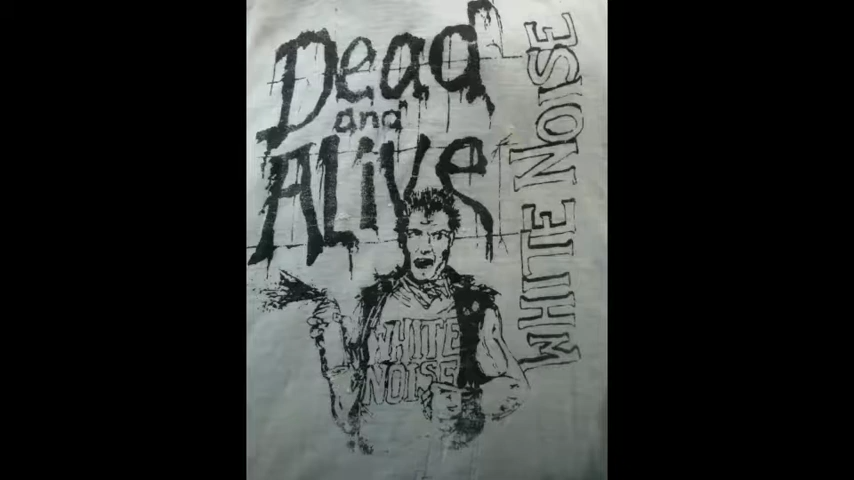 Dead
and
ALivE
WHITE NOISE
WHITE
NOISE